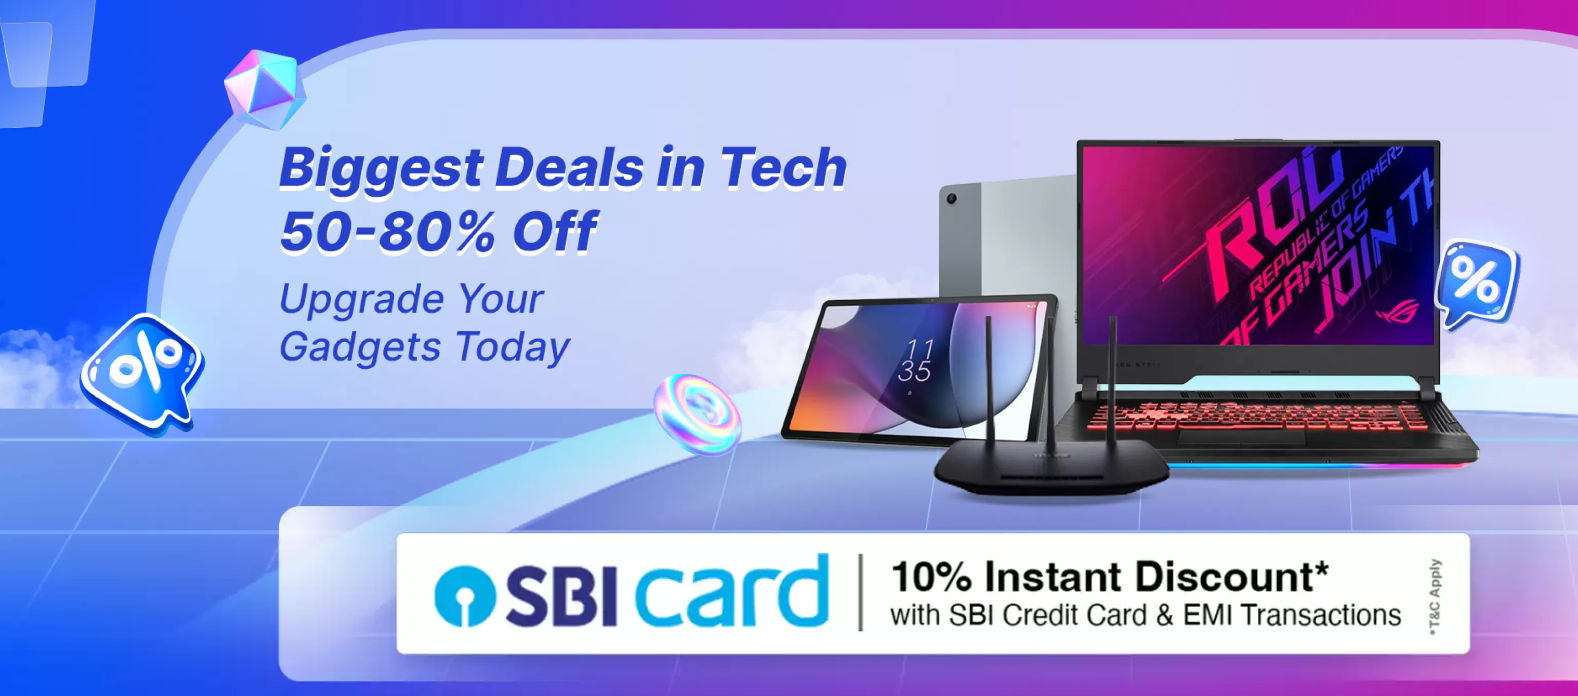 Biggest Deals in Tech
50-80% Off
Upgrade Your
Gadgets Today
11
35
ROG
REPUBLIC OF GAMERS
JOIN TH
OF GAMERS
%
%
SBI card
10% Instant Discount*
with SBI Credit Card & EMI Transactions
*T&C Apply